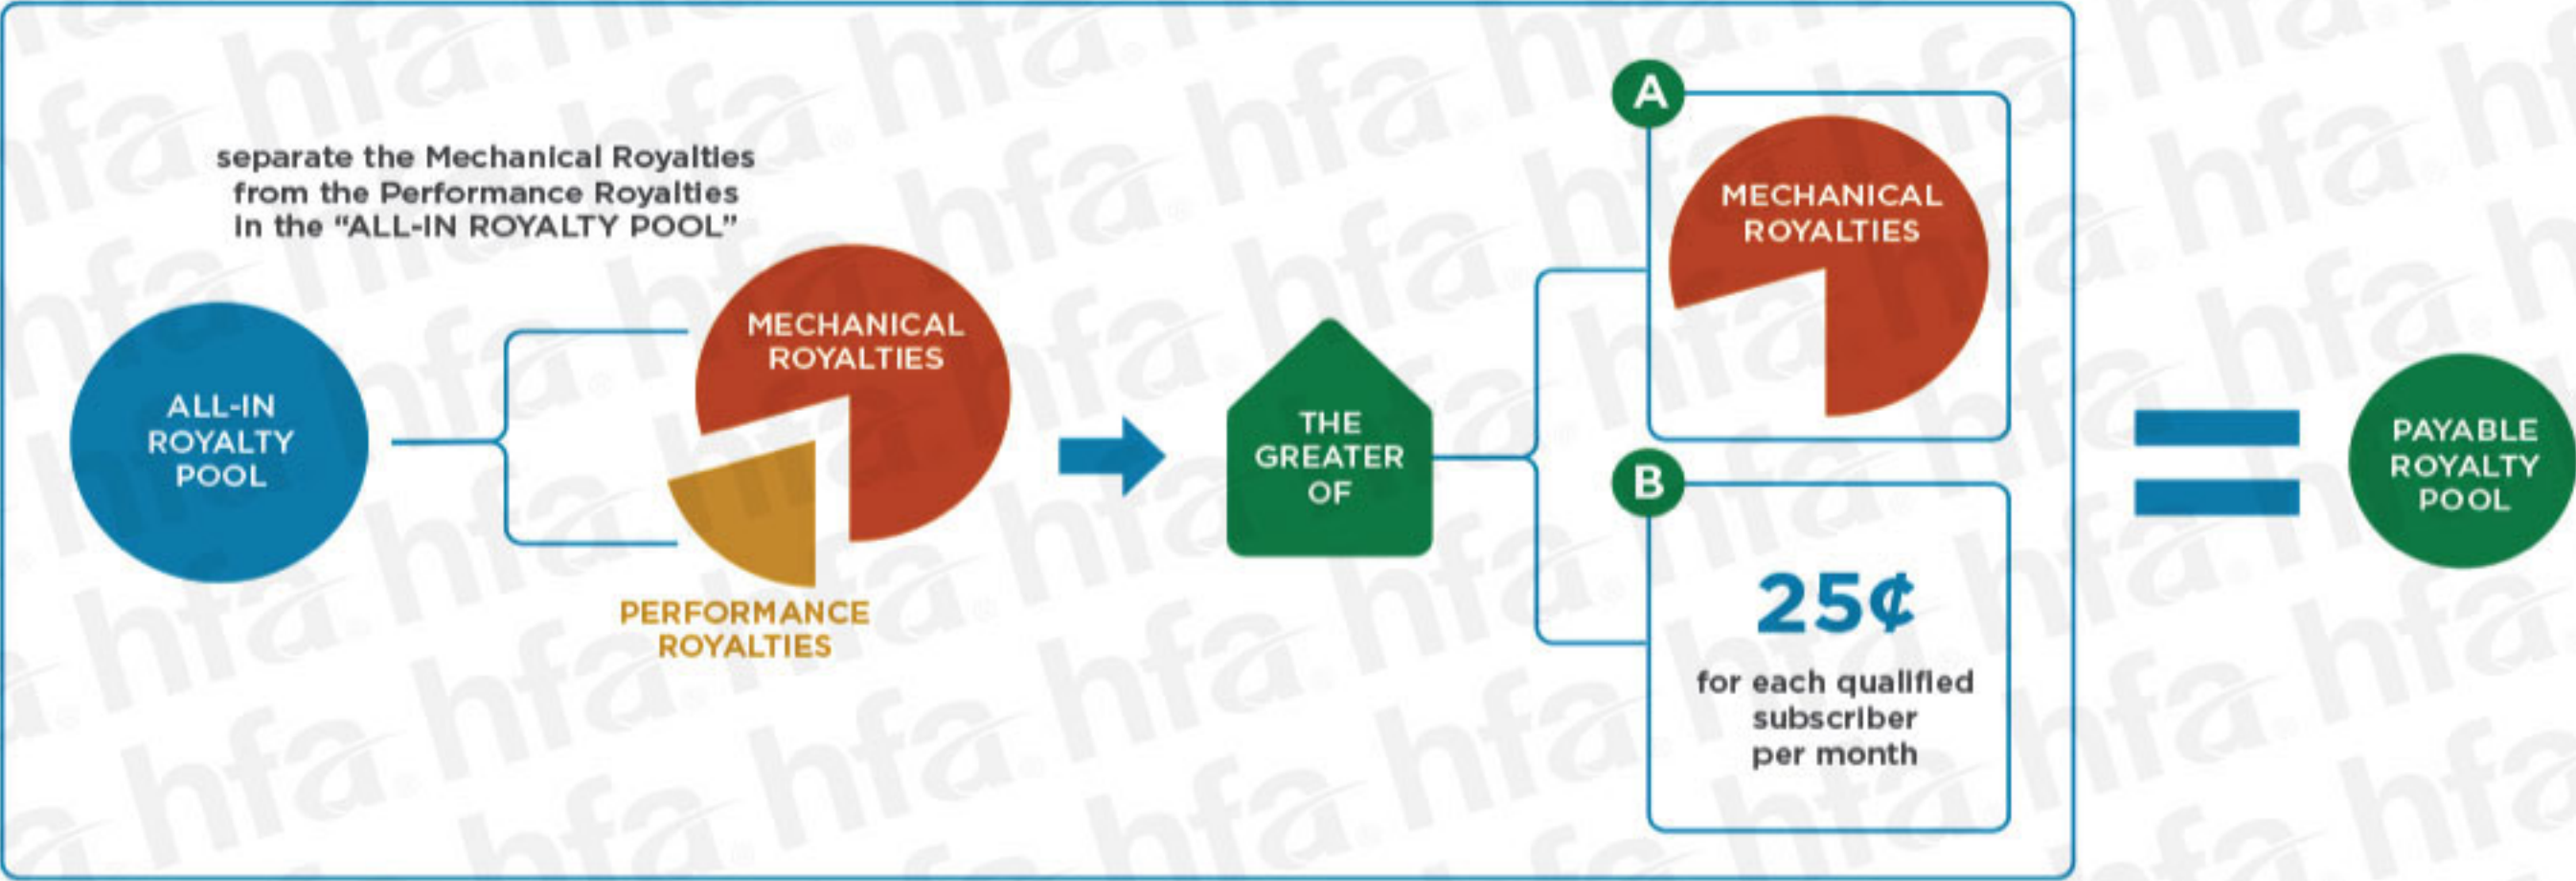 separate the Mechanical Royalties
from the Performance Royalties
in the “ALL-IN ROYALTY POOL”
ALL-IN
ROYALTY
POOL
MECHANICAL
ROYALTIES
PERFORMANCE
ROYALTIES
THE
GREATER
OF
A
MECHANICAL
ROYALTIES
B
25¢
for each qualified
subscriber
per month
PAYABLE
ROYALTY
POOL
hfa